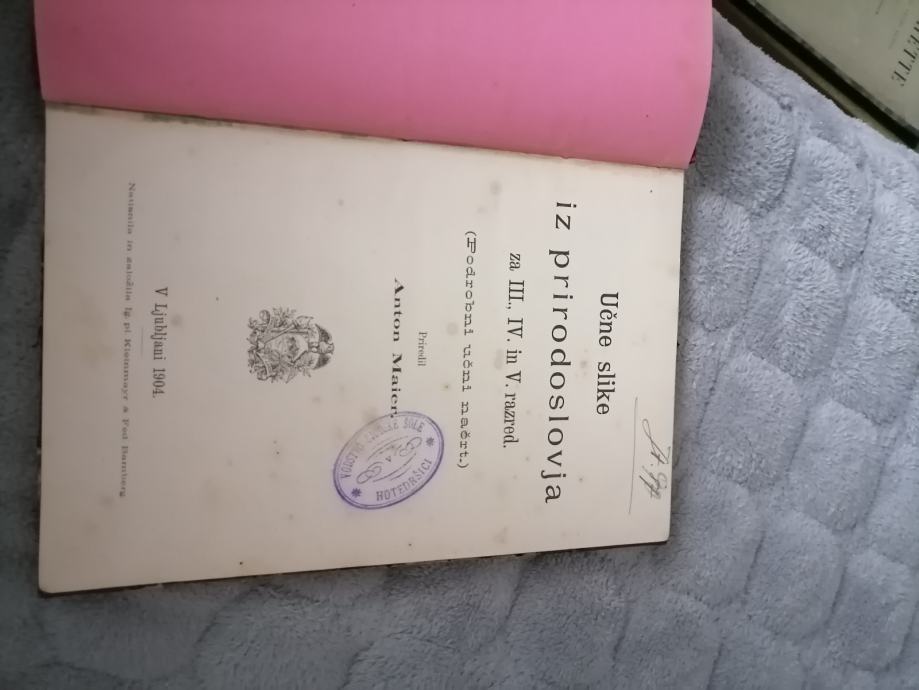 Učne slike
iz prirodoslovja
za III., IV. in V. razred.
(Podrobni učni načrt.)
Priredil
Anton Maier.
HOTEDRŠICI
V Ljubljani 1904.
Natisnila in založila Ig. pl. Kleinmayr & Fed. Bamberg.